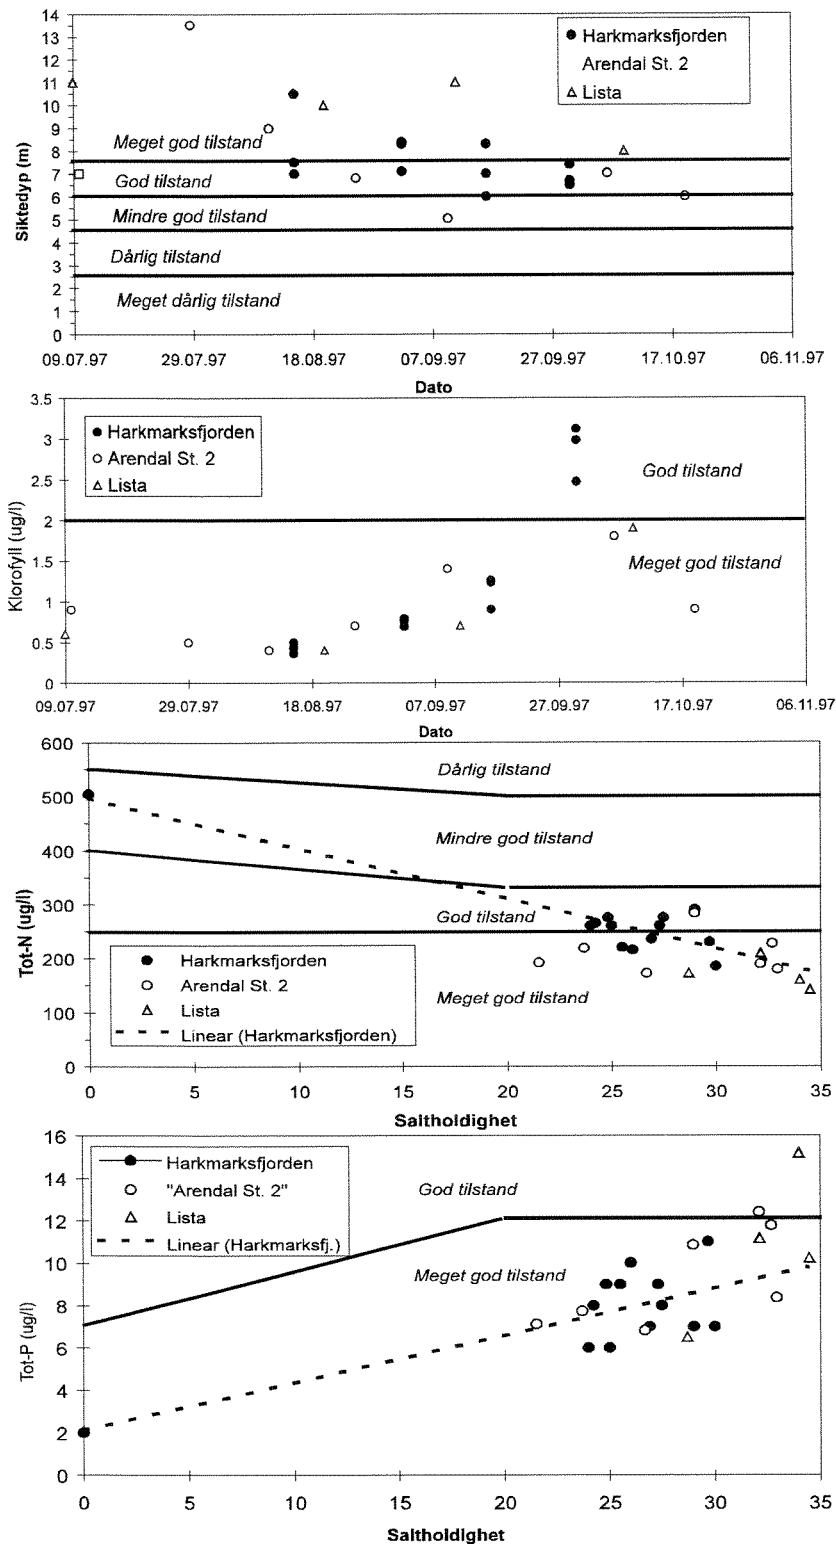 14
13
12
11
10
9
8
7
6
5
4
3
2
1
0
Siktedyp (m)
Harkmarksfjorden
Arendal St. 2
Lista
Meget god tilstand
God tilstand
Mindre god tilstand
Dårlig tilstand
Meget dårlig tilstand
09.07.97 29.07.97 18.08.97 07.09.97 27.09.97 17.10.97 06.11.97
Dato
3.5
3
2.5
2
1.5
1
0.5
0
Klorofyll (ug/l)
Harkmarksfjorden
Arendal St. 2
Lista
God tilstand
Meget god tilstand
09.07.97 29.07.97 18.08.97 07.09.97 27.09.97 17.10.97 06.11.97
Dato
600
500
400
300
200
100
0
Tot-N (ug/l)
Dårlig tilstand
Mindre god tilstand
God tilstand
Meget god tilstand
Harkmarksfjorden
Arendal St. 2
Lista
Linear (Harkmarksfjorden)
0 5 10 15 20 25 30 35
Saltholdighet
16
14
12
10
8
6
4
2
0
Tot-P (ug/l)
Harkmarksfjorden
"Arendal St. 2"
Lista
Linear (Harkmarksfj.)
God tilstand
Meget god tilstand
0 5 10 15 20 25 30 35
Saltholdighet